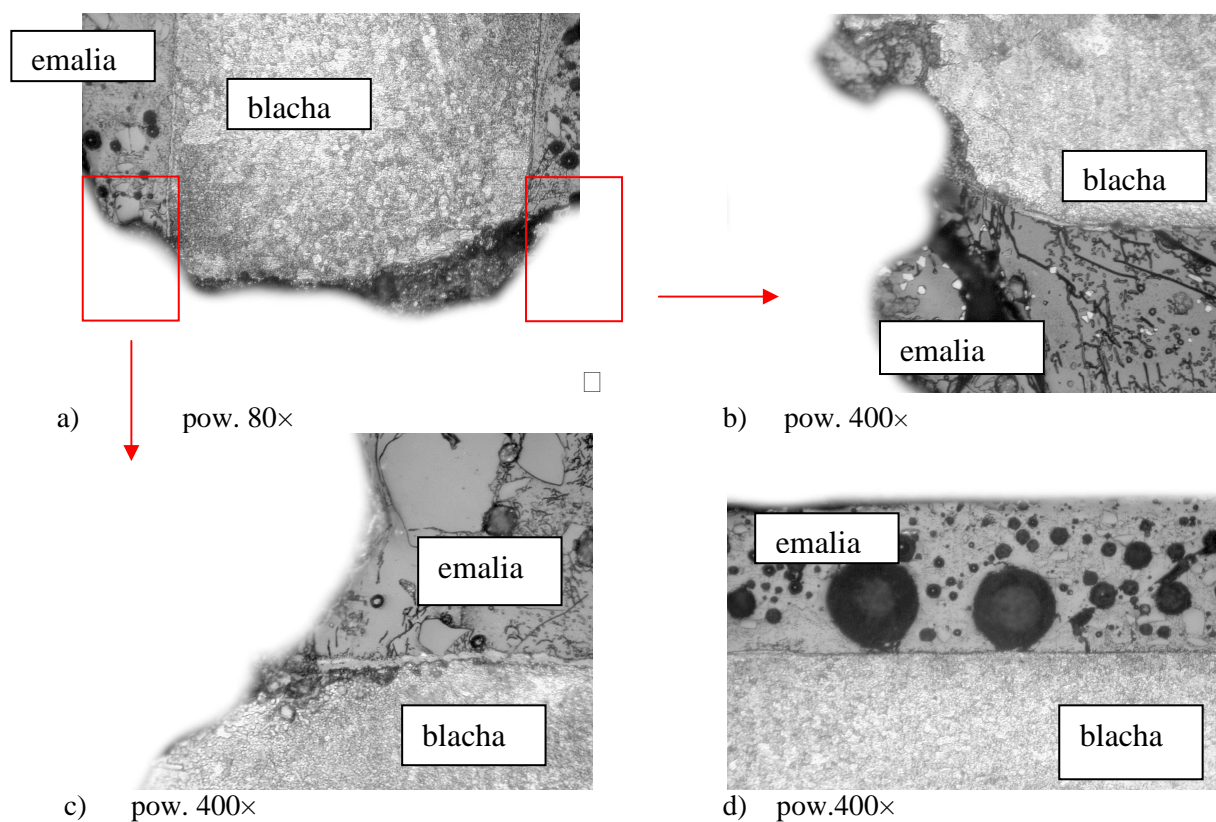 emalia
blacha
blacha
emalia
a) pow. 80×
b) pow. 400×
emalia
blacha
emalia
blacha
c) pow. 400×
d) pow.400×